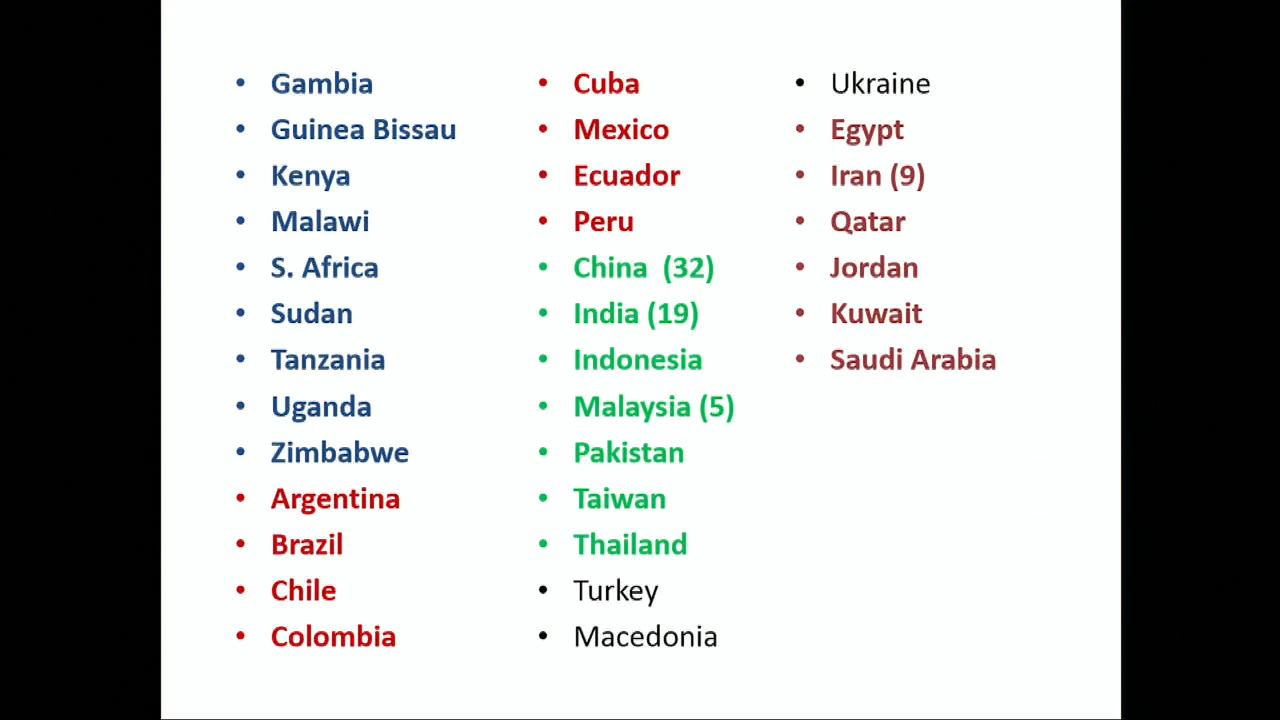 • Gambia
• Guinea Bissau
• Kenya
• Malawi
• S. Africa
• Sudan
• Tanzania
• Uganda
• Zimbabwe
• Argentina
• Brazil
• Chile
• Colombia
• Cuba
• Mexico
• Ecuador
• Peru
• China  (32)
• India (19)
• Indonesia
• Malaysia (5)
• Pakistan
• Taiwan
• Thailand
• Turkey
• Macedonia
• Ukraine
• Egypt
• Iran (9)
• Qatar
• Jordan
• Kuwait
• Saudi Arabia